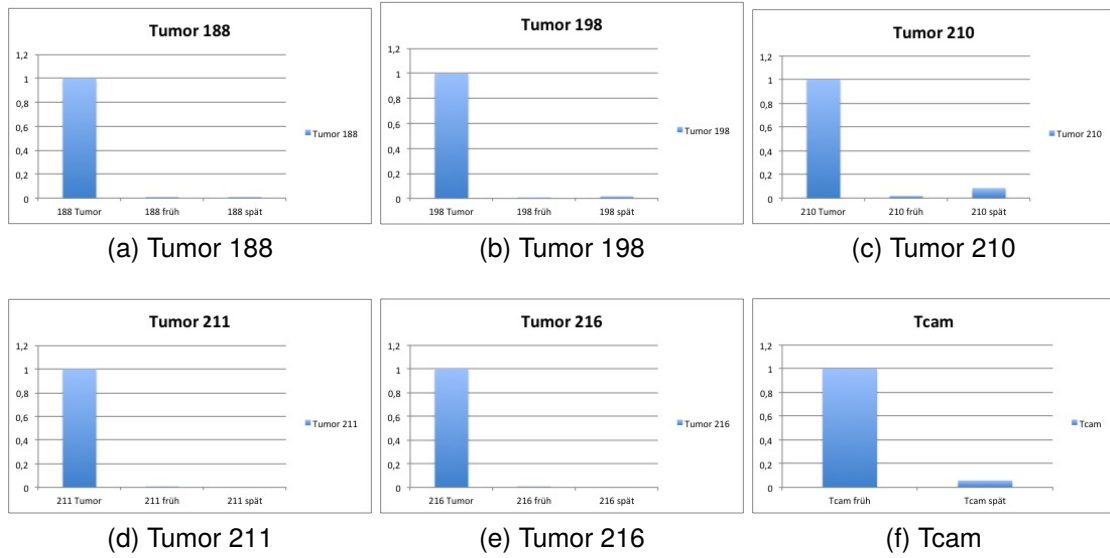 Tumor 188
1,2
1
0,8
0,6
0,4
0,2
0
188 Tumor 188 früh 188 spät
Tumor 188
(a) Tumor 188
Tumor 198
1,2
1
0,8
0,6
0,4
0,2
0
198 Tumor 198 früh 198 spät
Tumor 198
(b) Tumor 198
Tumor 210
1,2
1
0,8
0,6
0,4
0,2
0
210 Tumor 210 früh 210 spät
Tumor 210
(c) Tumor 210
Tumor 211
1,2
1
0,8
0,6
0,4
0,2
0
211 Tumor 211 früh 211 spät
Tumor 211
(d) Tumor 211
Tumor 216
1,2
1
0,8
0,6
0,4
0,2
0
216 Tumor 216 früh 216 spät
Tumor 216
(e) Tumor 216
Tcam
1,2
1
0,8
0,6
0,4
0,2
0
Tcam früh Tcam spät
Tcam
(f) Tcam